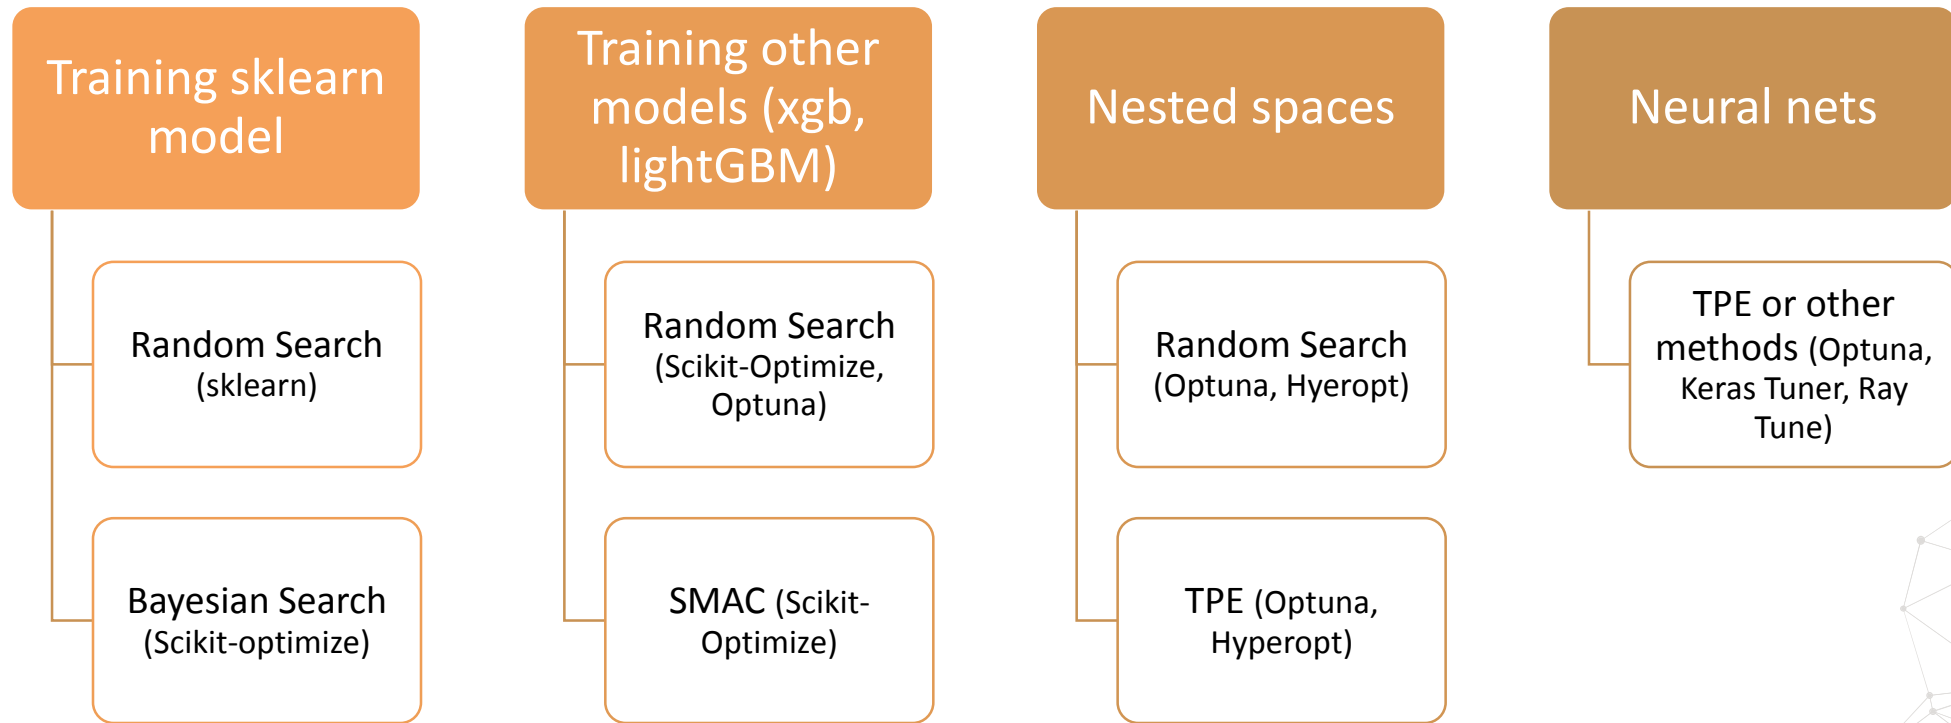 Training sklearn
model
Random Search
(sklearn)
Bayesian Search
(Scikit-optimize)
Training other
models (xgb,
lightGBM)
Random Search
(Scikit-Optimize,
Optuna)
SMAC (Scikit-
Optimize)
Nested spaces
Random Search
(Optuna, Hyeropt)
TPE (Optuna,
Hyperopt)
Neural nets
TPE or other
methods (Optuna,
Keras Tuner, Ray
Tune)